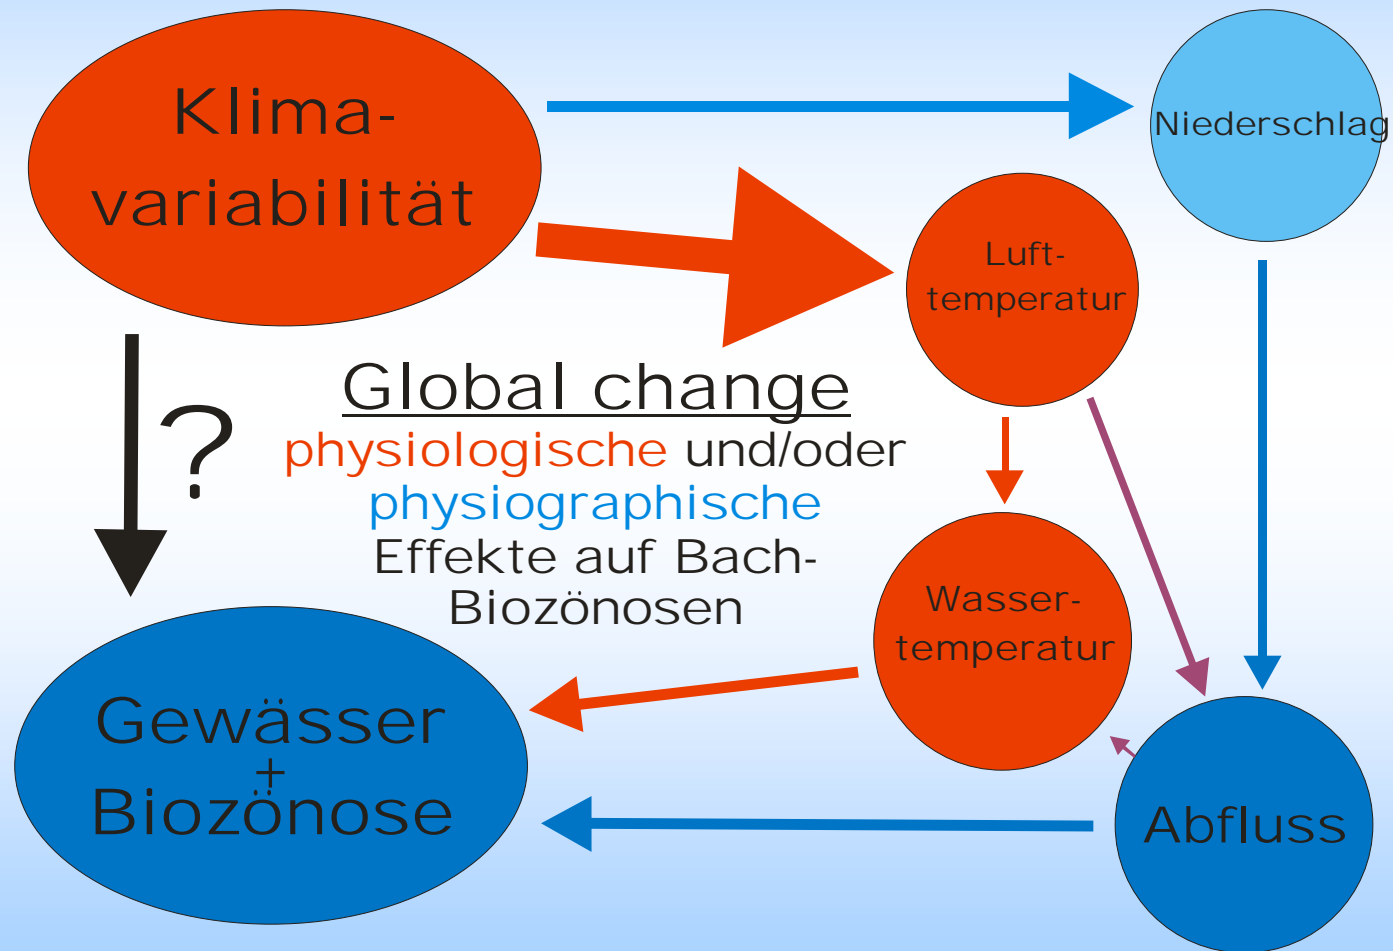 Klima-
variabilität
Niederschlag
Luft-
temperatur
?
Global change
physiologische und/oder
physiographische
Effekte auf Bach-
Biozönosen
Wasser-
temperatur
Gewässer
+
Biozönose
Abfluss